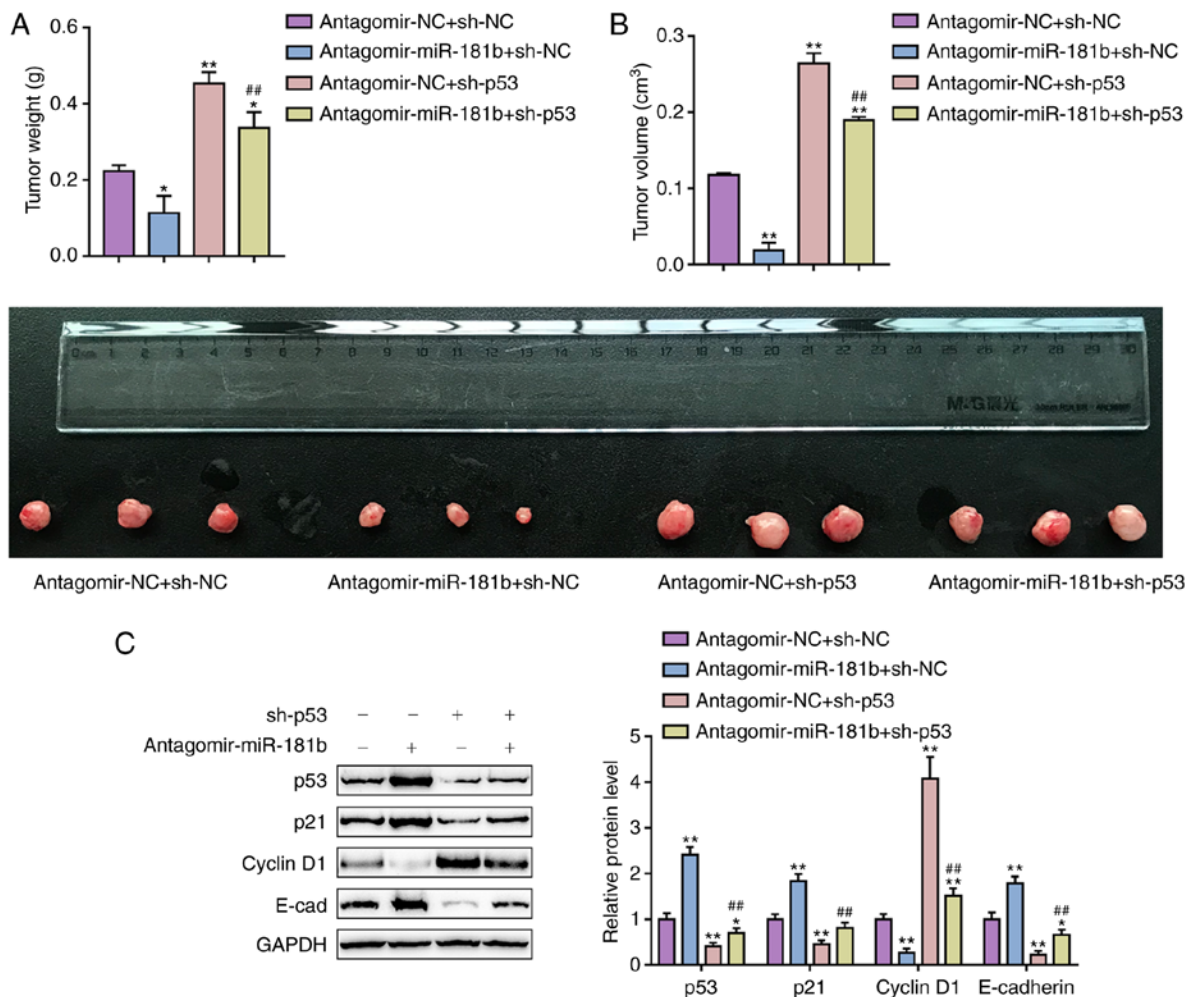 A
Tumor weight (g)
0.6
0.4
0.2
0.0
**
*
##
*
Antagomir-NC+sh-NC
Antagomir-miR-181b+sh-NC
Antagomir-NC+sh-p53
Antagomir-miR-181b+sh-p53
B
Tumor volume (cm³)
0.3
0.2
0.1
0.0
**
**
##
**
Antagomir-NC+sh-NC
Antagomir-miR-181b+sh-NC
Antagomir-NC+sh-p53
Antagomir-miR-181b+sh-p53
0 1 2 3 4 5 6 7 8 9 10 11 12 13 14 15 16 17 18 19 20 21 22 23 24 25 26 27 28 29 30
M&G晨光
Antagomir-NC+sh-NC Antagomir-miR-181b+sh-NC Antagomir-NC+sh-p53 Antagomir-miR-181b+sh-p53
C
sh-p53 − − + +
Antagomir-miR-181b − + − +
p53
p21
Cyclin D1
E-cad
GAPDH
Antagomir-NC+sh-NC
Antagomir-miR-181b+sh-NC
Antagomir-NC+sh-p53
Antagomir-miR-181b+sh-p53
Relative protein level
5
4
3
2
1
0
** ** ## *
** ** ##
** ** ## **
** ** ## *
p53 p21 Cyclin D1 E-cadherin